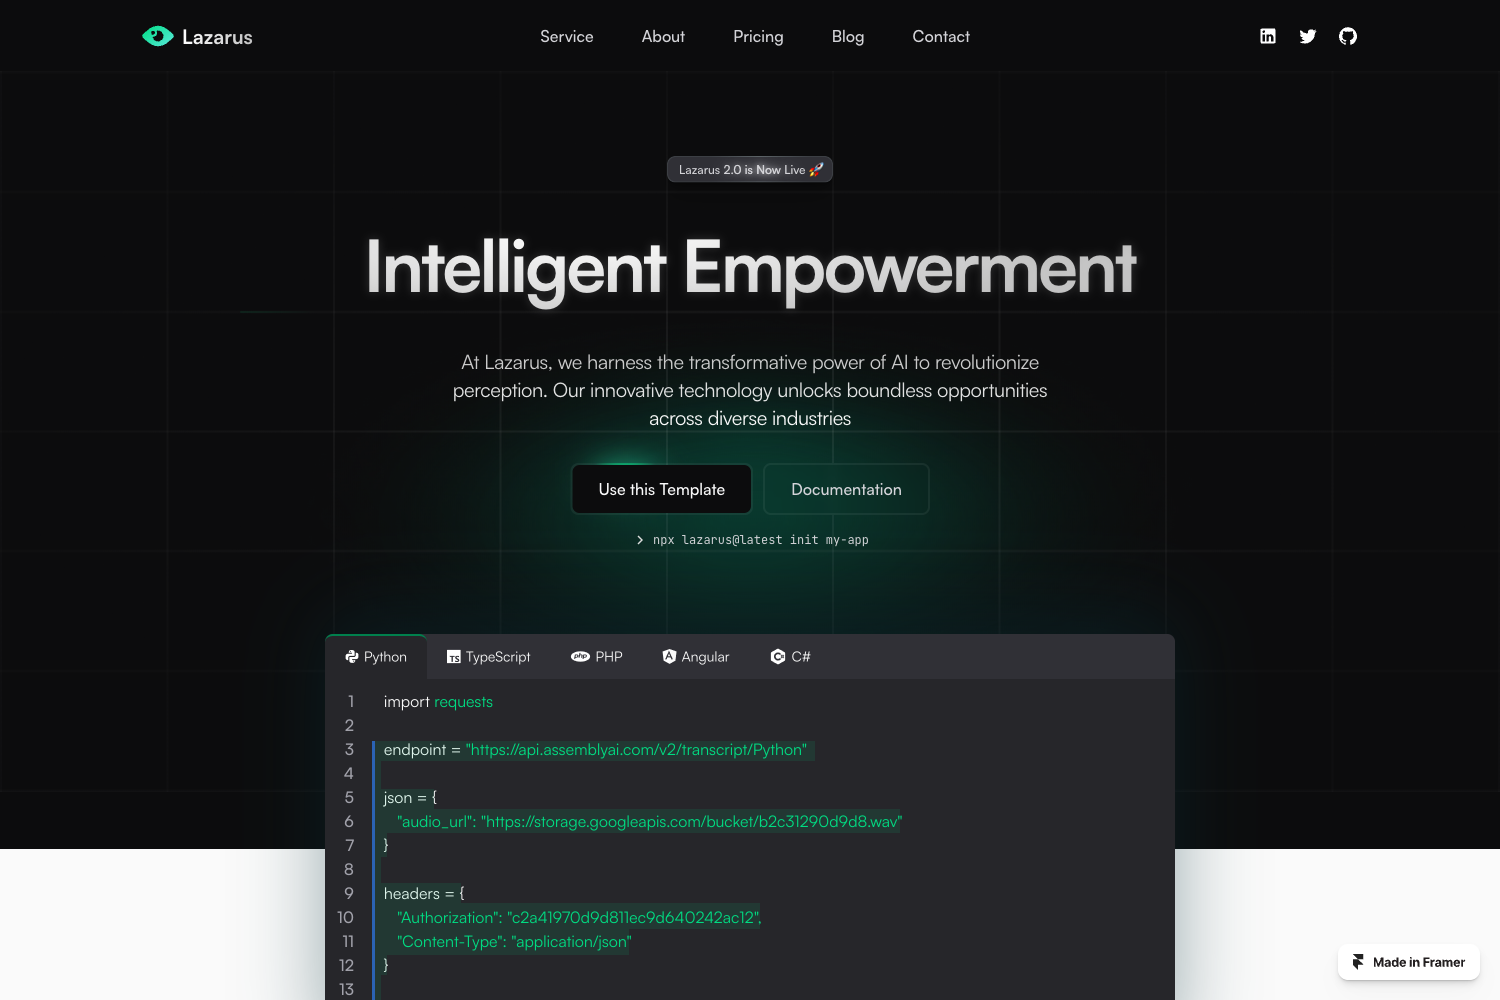 Lazarus
Service About Pricing Blog Contact
Lazarus 2.0 is Now Live 🚀
Intelligent Empowerment
At Lazarus, we harness the transformative power of AI to revolutionize
perception. Our innovative technology unlocks boundless opportunities
across diverse industries
Use this Template Documentation
npx lazarus@latest init my-app
Python TypeScript PHP Angular C#
1 import requests
2
3 endpoint = "https://api.assemblyai.com/v2/transcript/Python"
4
5 json = {
6 "audio_url": "https://storage.googleapis.com/bucket/b2c31290d9d8.wav"
7 }
8
9 headers = {
10 "Authorization": "c2a41970d9d811ec9d640242ac12",
11 "Content-Type": "application/json"
12 }
13
Made in Framer